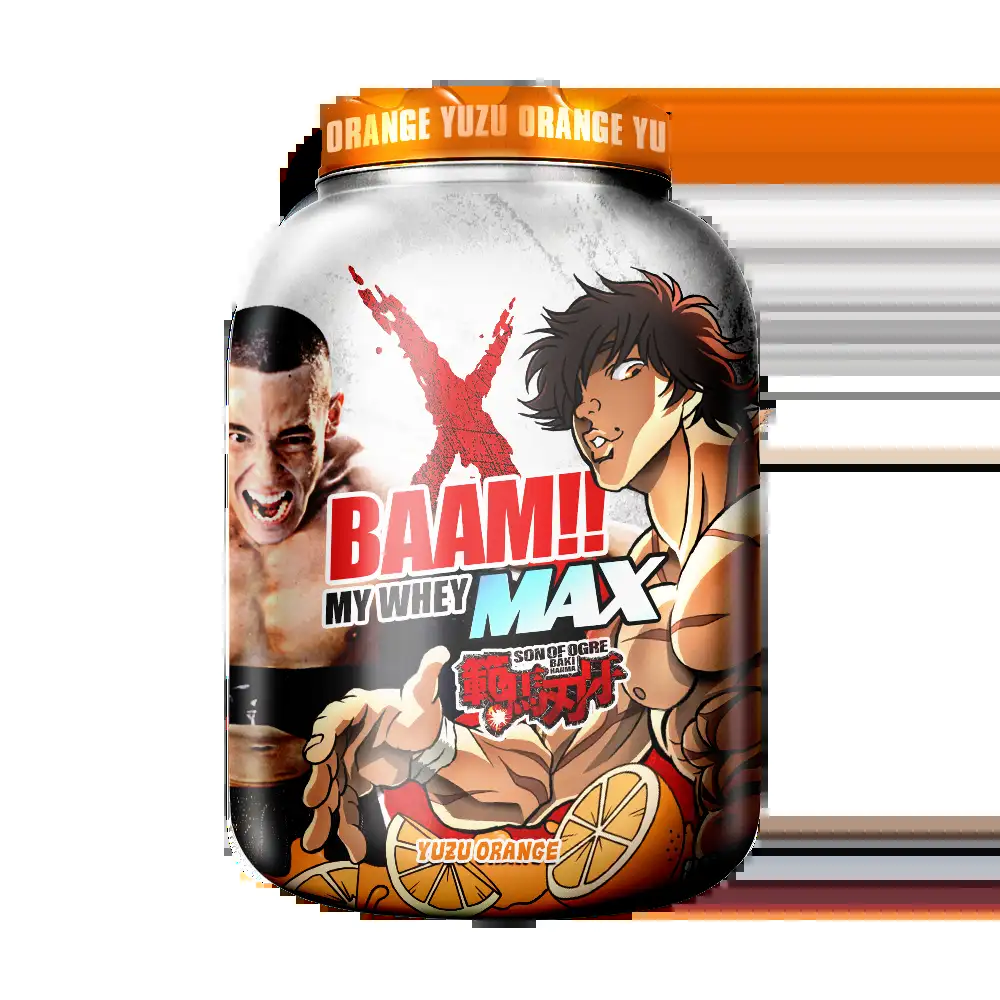 ORANGE YUZU ORANGE YU
X
BAAM!!
MY WHEY MAX
SON OF OGRE
BAKI
HANMA
範馬刃牙
YUZU ORANGE